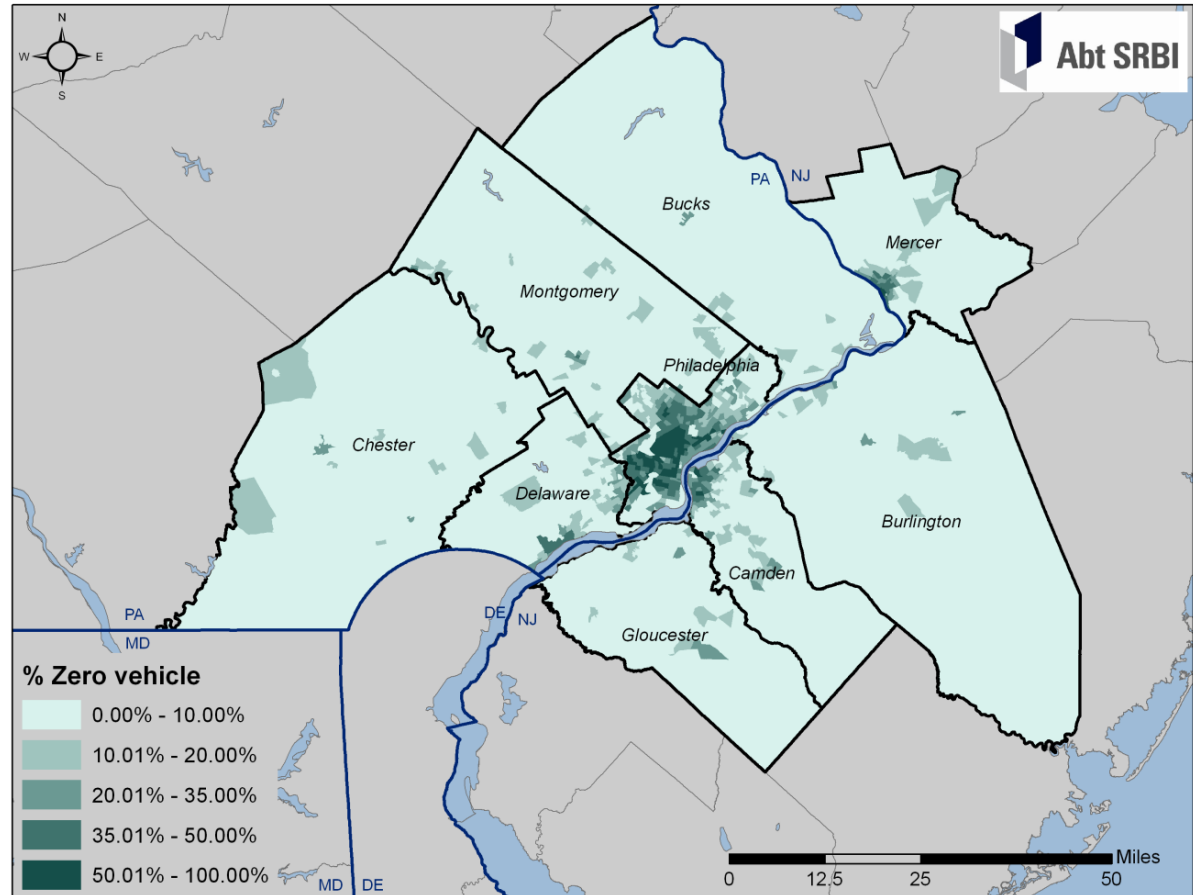 N
W E
S
Abt SRBI
PA NJ
Bucks
Mercer
Montgomery
Philadelphia
Chester
Delaware
Burlington
Camden
Gloucester
DE NJ
PA
MD
% Zero vehicle
0.00% - 10.00%
10.01% - 20.00%
20.01% - 35.00%
35.01% - 50.00%
50.01% - 100.00%
MD DE
Miles
0 12.5 25 50